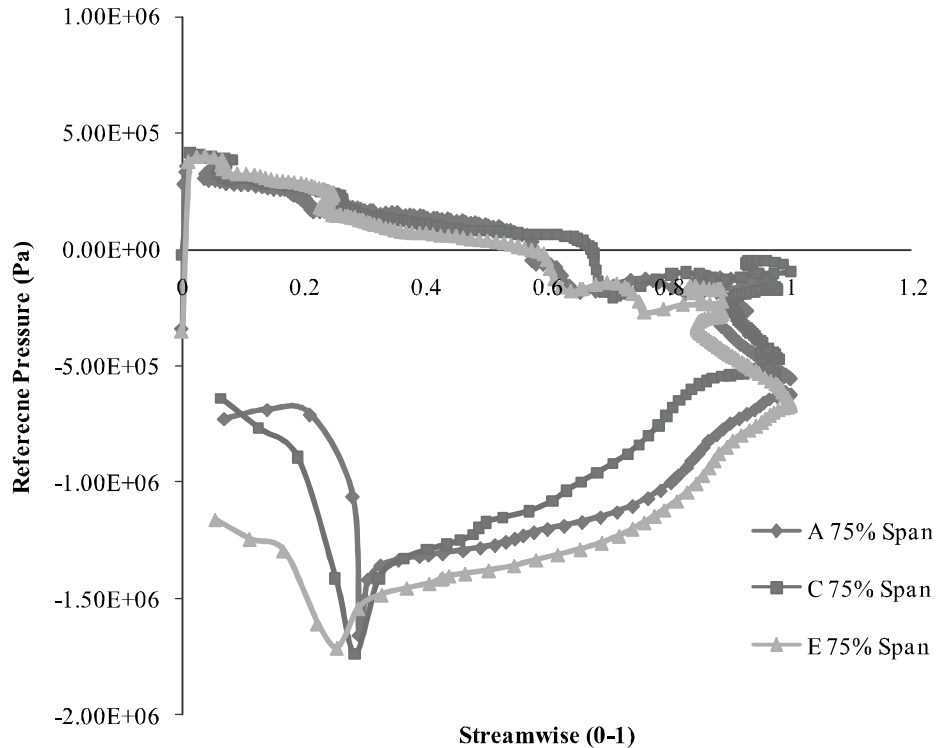 1.00E+06
5.00E+05
0.00E+00
-5.00E+05
-1.00E+06
-1.50E+06
-2.00E+06
0 0.2 0.4 0.6 0.8 1 1.2
Referecne Pressure (Pa)
Streamwise (0-1)
A 75% Span
C 75% Span
E 75% Span